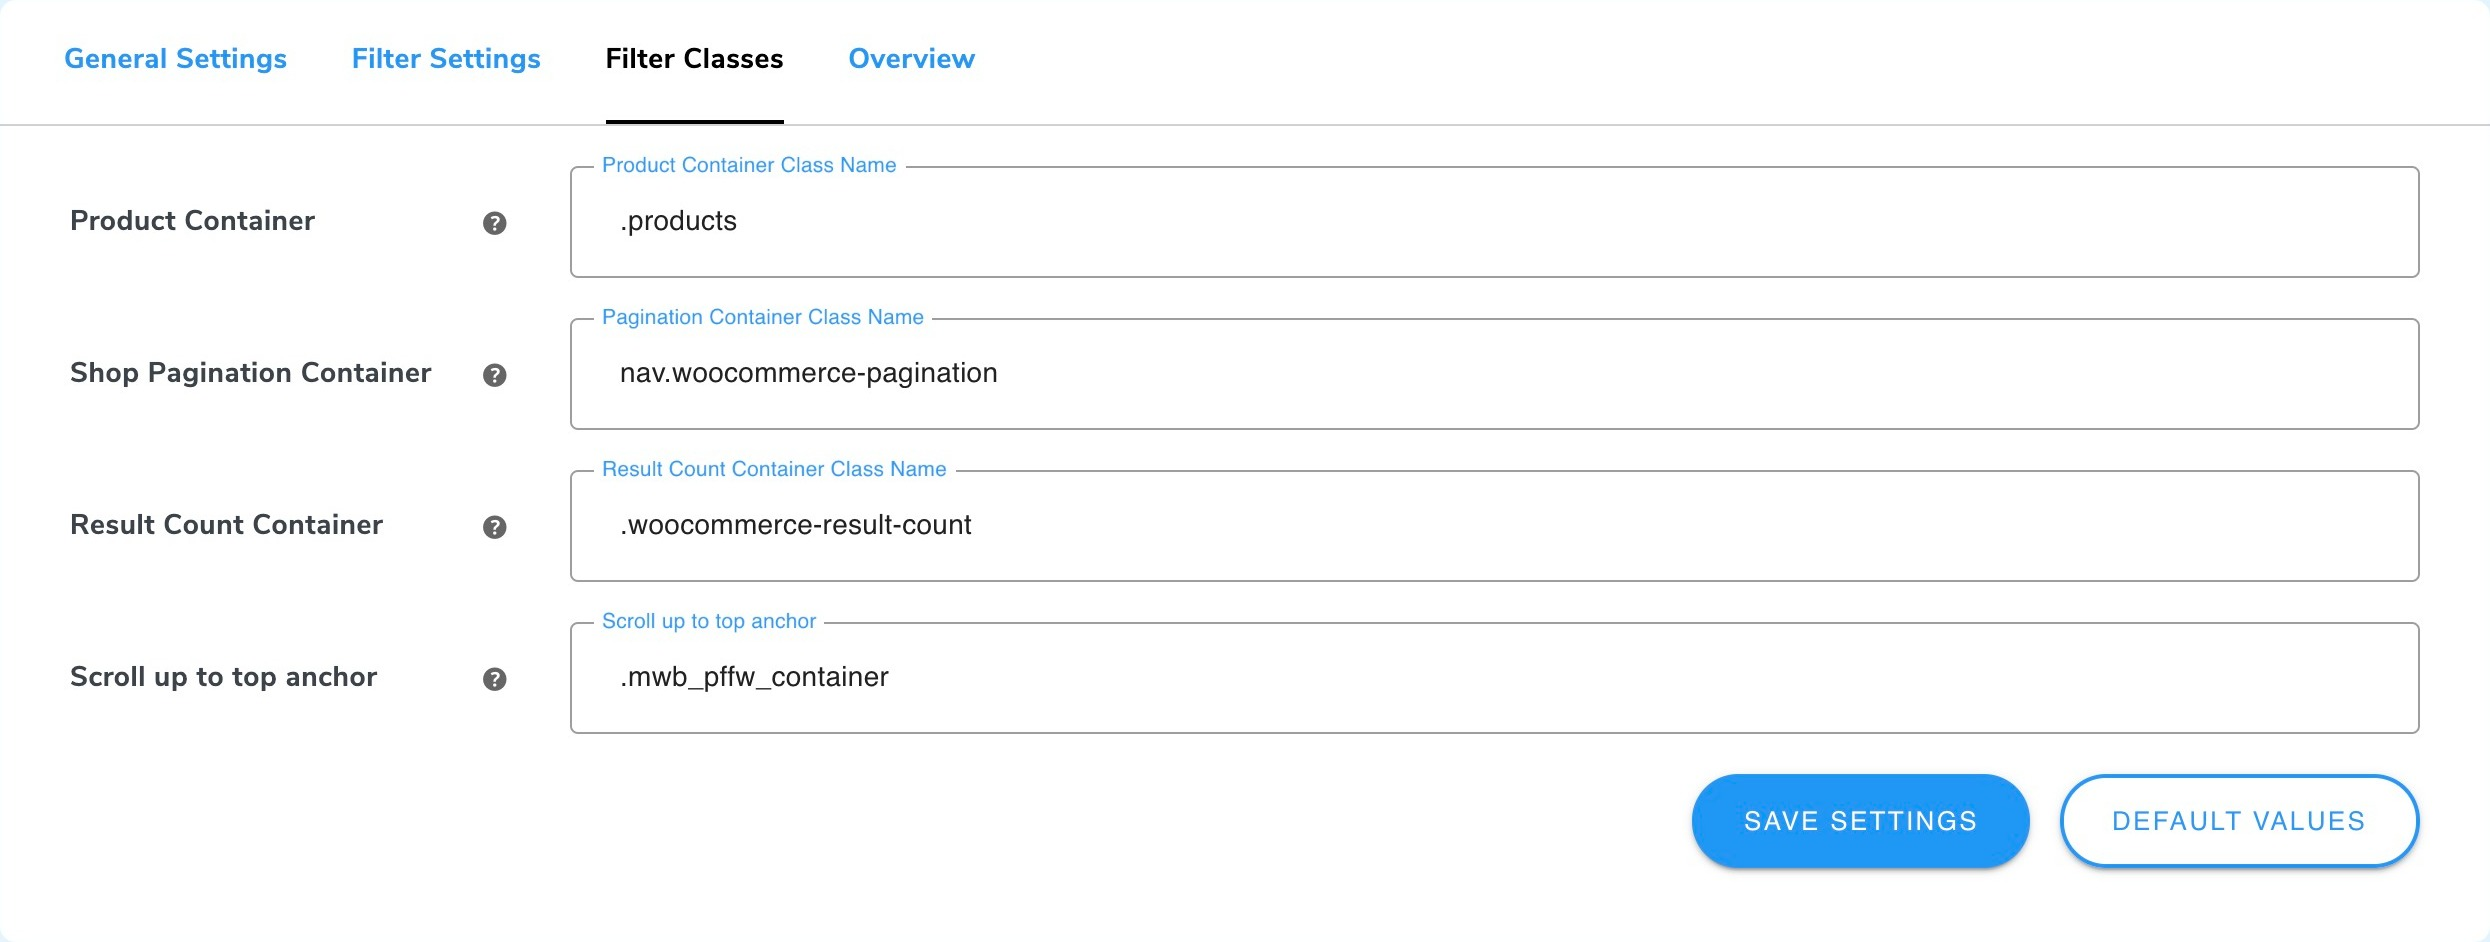 General Settings Filter Settings Filter Classes Overview
Product Container Class Name
Product Container ? .products
Pagination Container Class Name
Shop Pagination Container ? nav.woocommerce-pagination
Result Count Container Class Name
Result Count Container ? .woocommerce-result-count
Scroll up to top anchor
Scroll up to top anchor ? .mwb_pffw_container
SAVE SETTINGS DEFAULT VALUES